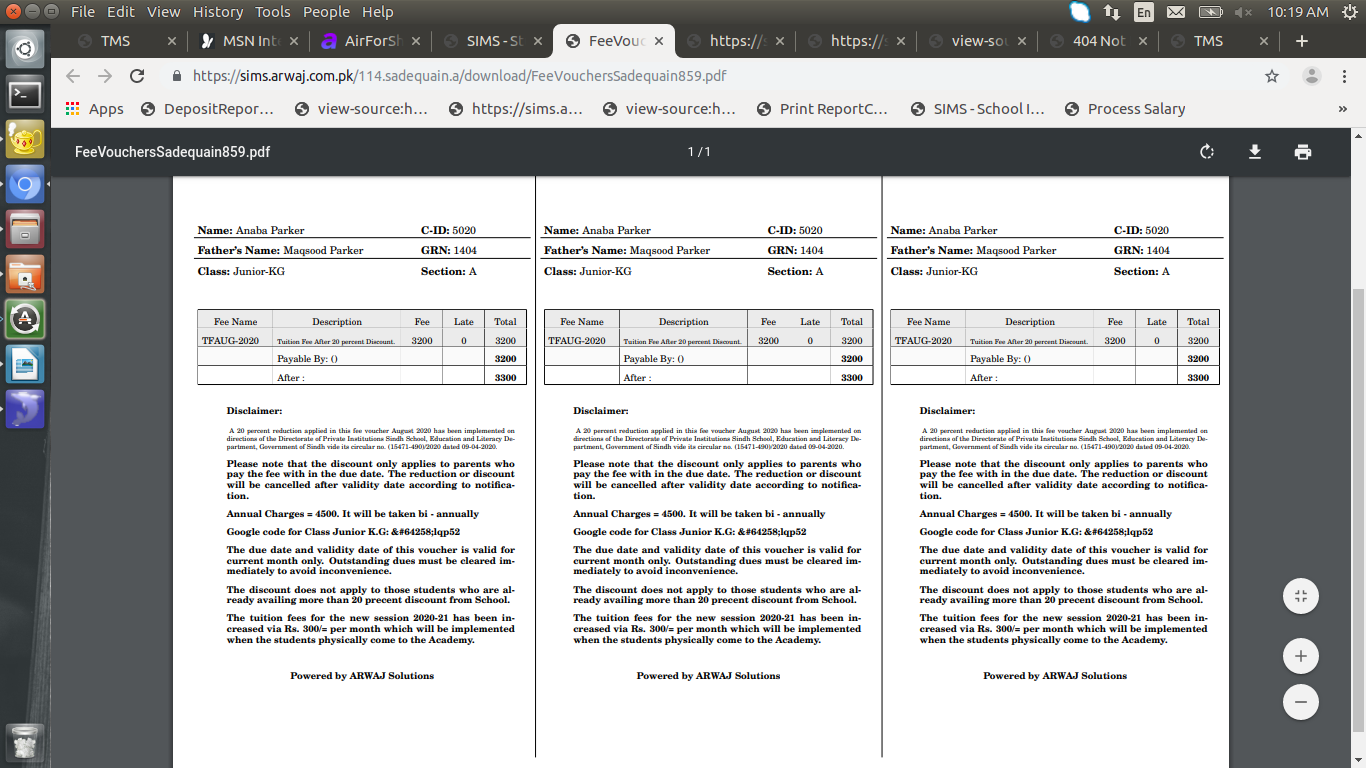 File Edit View History Tools People Help
En 10:19 AM
TMS × MSN Int × AirForSh × SIMS - St × FeeVouc × https:// × https:// × view-sou × 404 Not × TMS × +
https://sims.arwaj.com.pk/114.sadequain.a/download/FeeVouchersSadequain859.pdf
Apps DepositRepor... view-source:h... https://sims.a... view-source:h... Print ReportC... SIMS - School I... Process Salary »
FeeVouchersSadequain859.pdf 1 / 1
Name: Anaba Parker C-ID: 5020
Father's Name: Maqsood Parker GRN: 1404
Class: Junior-KG Section: A
Fee Name Description Fee Late Total
TFAUG-2020 Tuition Fee After 20 percent Discount. 3200 0 3200
Payable By: () 3200
After : 3300
Disclaimer:
A 20 percent reduction applied in this fee voucher August 2020 has been implemented on
directions of the Directorate of Private Institutions Sindh School, Education and Literacy De-
partment, Government of Sindh vide its circular no. (15471-490)/2020 dated 09-04-2020.
Please note that the discount only applies to parents who
pay the fee with in the due date. The reduction or discount
will be cancelled after validity date according to notifica-
tion.
Annual Charges = 4500. It will be taken bi - annually
Google code for Class Junior K.G: &#64258;lqp52
The due date and validity date of this voucher is valid for
current month only. Outstanding dues must be cleared im-
mediately to avoid inconvenience.
The discount does not apply to those students who are al-
ready availing more than 20 precent discount from School.
The tuition fees for the new session 2020-21 has been in-
creased via Rs. 300/= per month which will be implemented
when the students physically come to the Academy.
Powered by ARWAJ Solutions
Name: Anaba Parker C-ID: 5020
Father's Name: Maqsood Parker GRN: 1404
Class: Junior-KG Section: A
Fee Name Description Fee Late Total
TFAUG-2020 Tuition Fee After 20 percent Discount. 3200 0 3200
Payable By: () 3200
After : 3300
Disclaimer:
A 20 percent reduction applied in this fee voucher August 2020 has been implemented on
directions of the Directorate of Private Institutions Sindh School, Education and Literacy De-
partment, Government of Sindh vide its circular no. (15471-490)/2020 dated 09-04-2020.
Please note that the discount only applies to parents who
pay the fee with in the due date. The reduction or discount
will be cancelled after validity date according to notifica-
tion.
Annual Charges = 4500. It will be taken bi - annually
Google code for Class Junior K.G: &#64258;lqp52
The due date and validity date of this voucher is valid for
current month only. Outstanding dues must be cleared im-
mediately to avoid inconvenience.
The discount does not apply to those students who are al-
ready availing more than 20 precent discount from School.
The tuition fees for the new session 2020-21 has been in-
creased via Rs. 300/= per month which will be implemented
when the students physically come to the Academy.
Powered by ARWAJ Solutions
Name: Anaba Parker C-ID: 5020
Father's Name: Maqsood Parker GRN: 1404
Class: Junior-KG Section: A
Fee Name Description Fee Late Total
TFAUG-2020 Tuition Fee After 20 percent Discount. 3200 0 3200
Payable By: () 3200
After : 3300
Disclaimer:
A 20 percent reduction applied in this fee voucher August 2020 has been implemented on
directions of the Directorate of Private Institutions Sindh School, Education and Literacy De-
partment, Government of Sindh vide its circular no. (15471-490)/2020 dated 09-04-2020.
Please note that the discount only applies to parents who
pay the fee with in the due date. The reduction or discount
will be cancelled after validity date according to notifica-
tion.
Annual Charges = 4500. It will be taken bi - annually
Google code for Class Junior K.G: &#64258;lqp52
The due date and validity date of this voucher is valid for
current month only. Outstanding dues must be cleared im-
mediately to avoid inconvenience.
The discount does not apply to those students who are al-
ready availing more than 20 precent discount from School.
The tuition fees for the new session 2020-21 has been in-
creased via Rs. 300/= per month which will be implemented
when the students physically come to the Academy.
Powered by ARWAJ Solutions